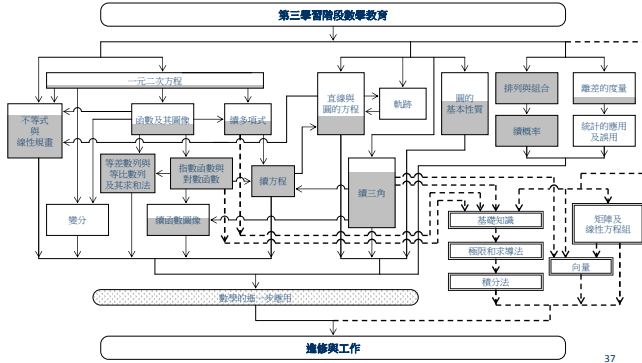 第三學習階段數學教育
一元二次方程
不等式
與
線性規畫
函數及其圖像
續多項式
直線與
圓的方程
軌跡
圓的
基本性質
排列與組合
離差的度量
續概率
統計的應用
及誤用
等差數列與
等比數列
及其求和法
指數函數與
對數函數
續方程
續三角
變分
續函數圖像
基礎知識
矩陣及
線性方程組
極限和求導法
向量
積分法
數學的進一步應用
進修與工作
37